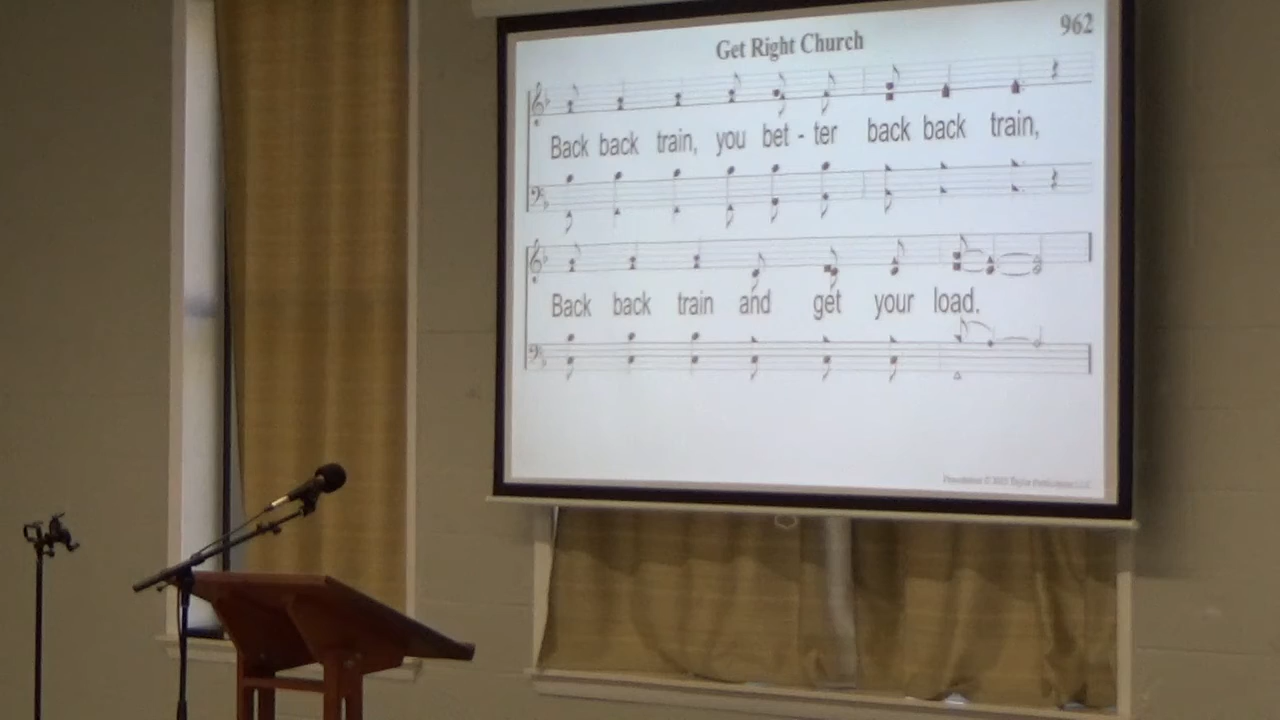 Get Right Church
962
Back back train, you bet - ter back back train,
Back back train and get your load.